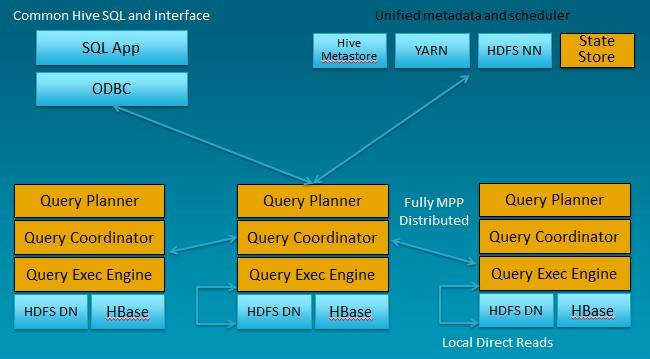 Common Hive SQL and interface
Unified metadata and scheduler
SQL App
ODBC
Hive
Metastore
YARN
HDFS NN
State
Store
Query Planner
Query Coordinator
Query Exec Engine
HDFS DN
HBase
Query Planner
Query Coordinator
Query Exec Engine
HDFS DN
HBase
Fully MPP
Distributed
Query Planner
Query Coordinator
Query Exec Engine
HDFS DN
HBase
Local Direct Reads